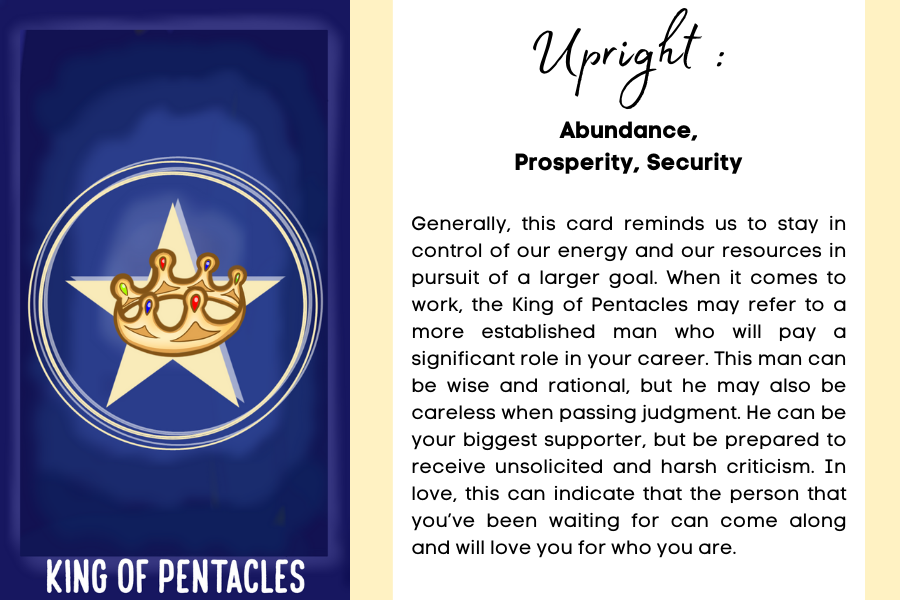 KING OF PENTACLES
Upright :
Abundance,
Prosperity, Security
Generally, this card reminds us to stay in
control of our energy and our resources in
pursuit of a larger goal. When it comes to
work, the King of Pentacles may refer to a
more established man who will pay a
significant role in your career. This man can
be wise and rational, but he may also be
careless when passing judgment. He can be
your biggest supporter, but be prepared to
receive unsolicited and harsh criticism. In
love, this can indicate that the person that
you've been waiting for can come along
and will love you for who you are.